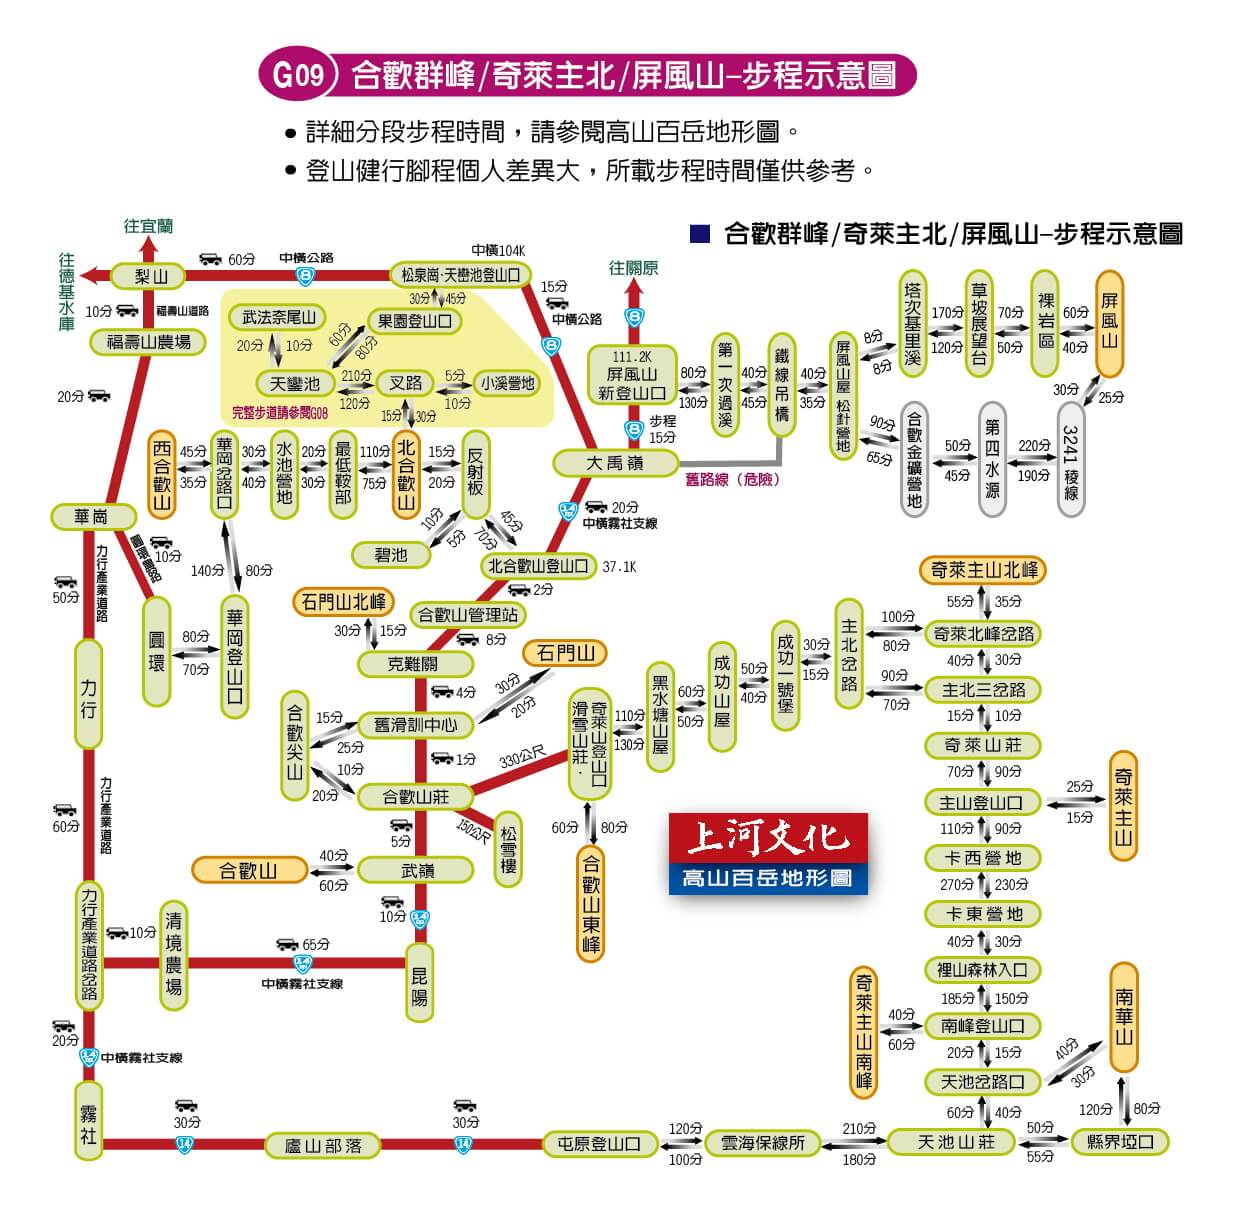 G09 合歡群峰/奇萊主北/屏風山-步程示意圖
• 詳細分段步程時間，請參閱高山百岳地形圖。
• 登山健行腳程個人差異大，所載步程時間僅供參考。
■ 合歡群峰/奇萊主北/屏風山-步程示意圖
往宜蘭
往德基水庫
梨山
60分
中橫公路
8
中橫104K
松泉崗·天巒池登山口
15分
中橫公路
8
往關原
8
10分
福壽山道路
福壽山農場
20分
30分 45分
武法奈尾山
果園登山口
20分 10分
60分
80分
天鑾池
210分
120分
叉路
5分
10分
小溪營地
完整步道請參閱G08
15分 30分
111.2K
屏風山
新登山口
8
步程
15分
80分
130分
第一次過溪
40分
45分
鐵線吊橋
40分
35分
屏風山屋 松針營地
8分
8分
塔次基里溪
170分
120分
草坡展望台
70分
50分
裸岩區
60分
40分
屏風山
30分
25分
90分
65分
合歡金礦營地
50分
45分
第四水源
220分
190分
3241稜線
大禹嶺
舊路線（危險）
西合歡山
45分
35分
華岡岔路口
30分
40分
水池營地
20分
30分
最低鞍部
110分
75分
北合歡山
15分
20分
反射板
10分
5分
碧池
45分
70分
14甲
20分
中橫霧社支線
北合歡山登山口
37.1K
2分
合歡山管理站
8分
華崗
圓環農路
10分
力行產業道路
50分
140分 80分
圓環
80分
70分
華岡登山口
力行
石門山北峰
30分 15分
克難關
4分
石門山
30分
20分
舊滑訓中心
合歡尖山
15分
25分
10分
20分
1分
合歡山莊
330公尺
150公尺
松雪樓
5分
合歡山
40分
60分
武嶺
10分
14甲
奇萊山登山口
滑雪山莊·
60分 80分
合歡山東峰
110分
130分
黑水塘山屋
60分
50分
成功山屋
50分
40分
成功一號堡
30分
15分
主北岔路
100分
80分
90分
70分
奇萊主山北峰
55分 35分
奇萊北峰岔路
40分 30分
主北三岔路
15分 10分
奇萊山莊
70分 90分
主山登山口
25分
15分
奇萊主山
110分 90分
卡西營地
270分 230分
卡東營地
40分 30分
裡山森林入口
185分 150分
南峰登山口
40分
60分
奇萊主山南峰
20分 15分
天池岔路口
40分
30分
南華山
60分 40分
120分 80分
上河文化
高山百岳地形圖
力行產業道路
60分
力行產業道路岔路
10分
清境農場
65分
14甲
中橫霧社支線
昆陽
20分
14甲
中橫霧社支線
霧社
30分
14
廬山部落
30分
14
屯原登山口
120分
100分
雲海保線所
210分
180分
天池山莊
50分
55分
縣界埡口